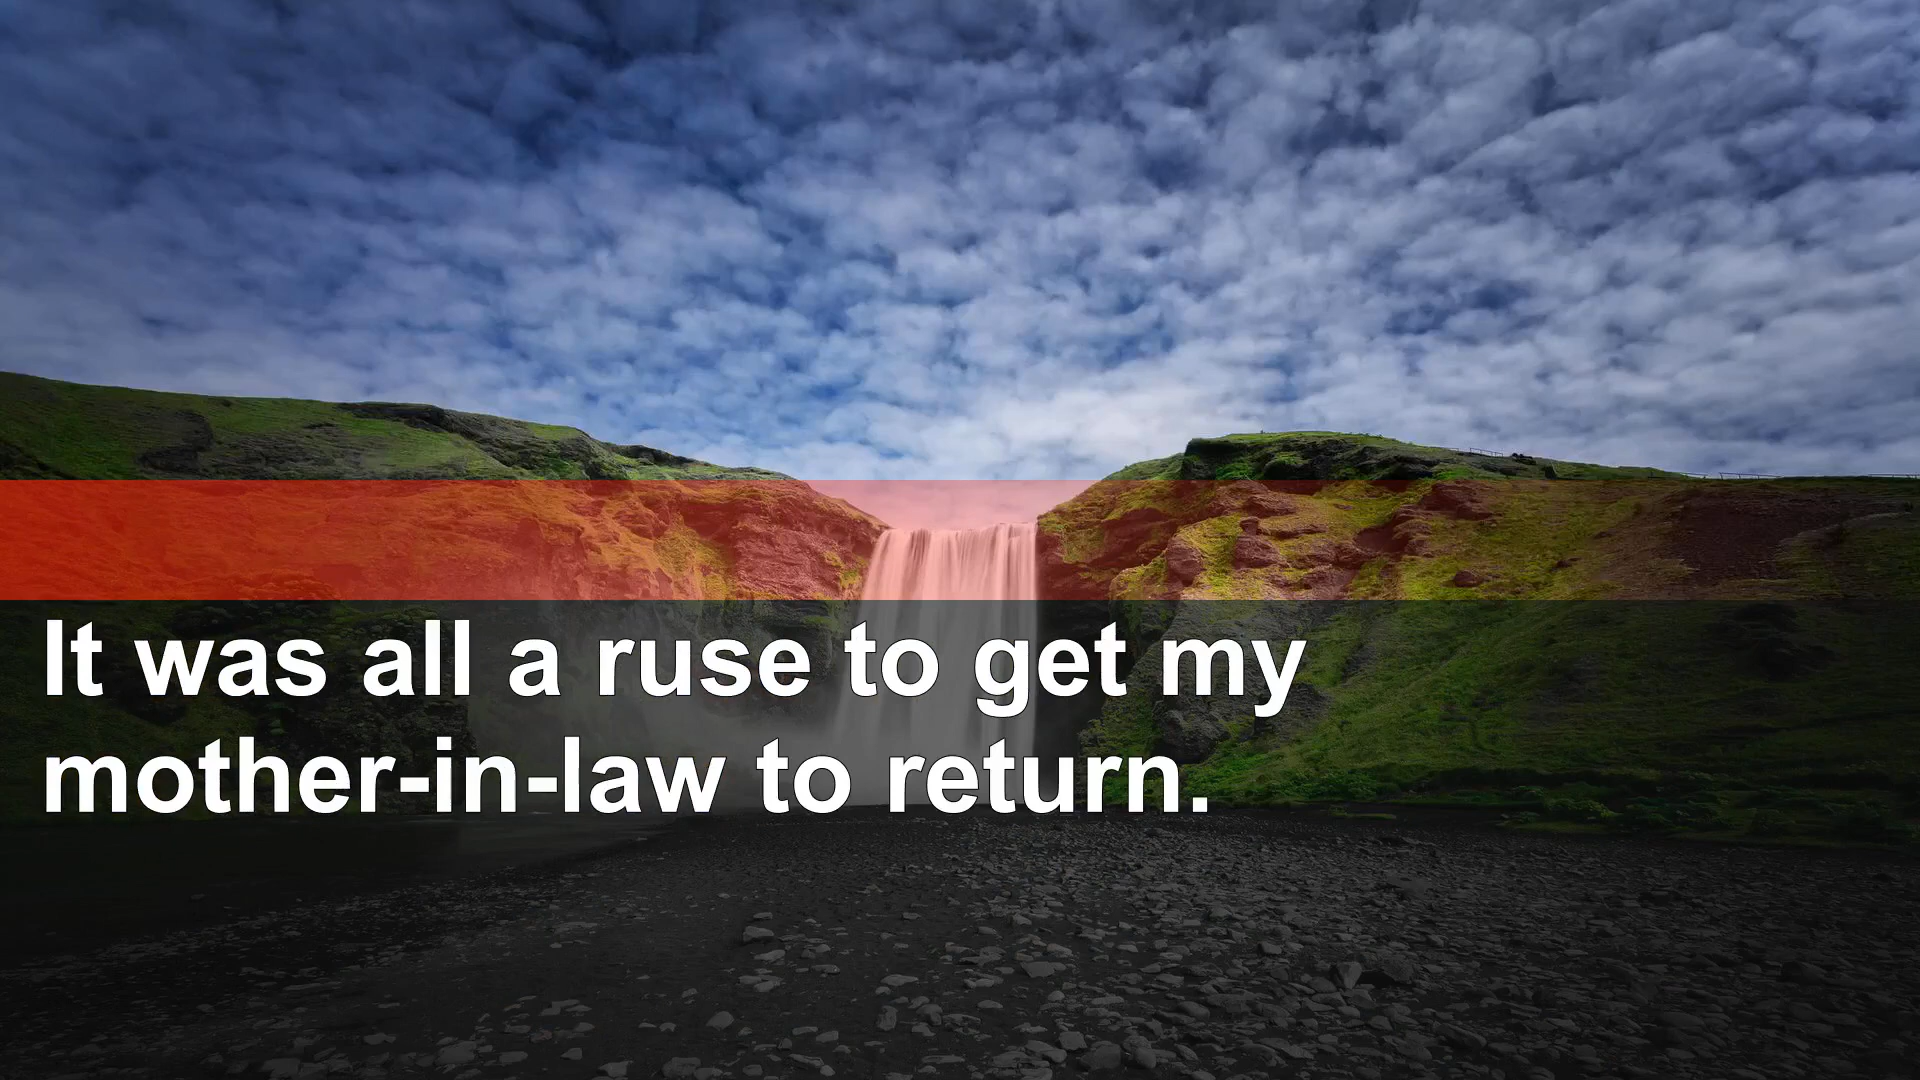 It was all a ruse to get my
mother-in-law to return.